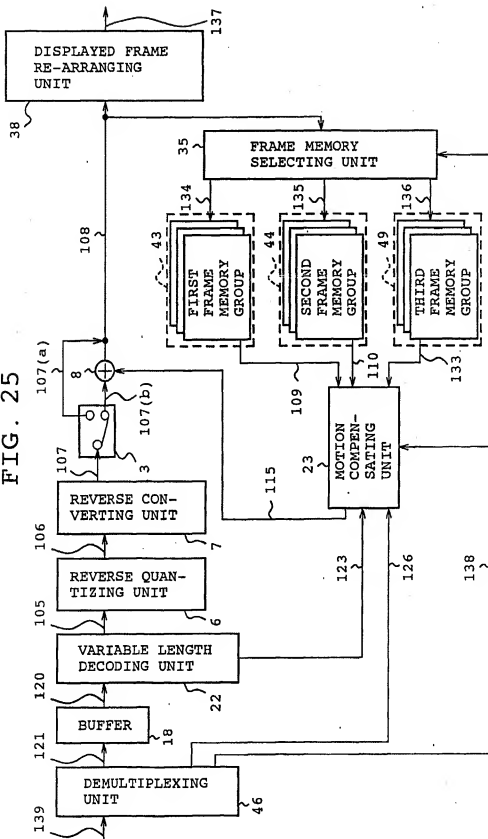 FIG. 25
139
DEMULTIPLEXING
UNIT
46
121
BUFFER
18
120
VARIABLE LENGTH
DECODING UNIT
22
105
REVERSE QUAN-
TIZING UNIT
6
106
REVERSE CON-
VERTING UNIT
7
107
3
107(a)
107(b)
8
108
DISPLAYED FRAME
RE-ARRANGING
UNIT
38
137
115
123
126
138
MOTION
COMPEN-
SATING
UNIT
23
109
110
133
FIRST
FRAME
MEMORY
GROUP
43
SECOND
FRAME
MEMORY
GROUP
44
THIRD
FRAME
MEMORY
GROUP
49
134
135
136
FRAME MEMORY
SELECTING UNIT
35